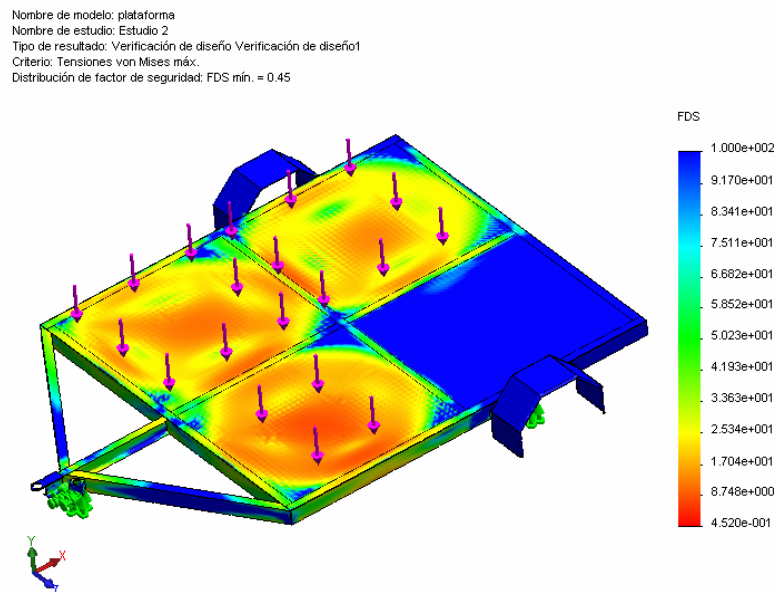 Nombre de modelo: plataforma
Nombre de estudio: Estudio 2
Tipo de resultado: Verificación de diseño Verificación de diseño1
Criterio: Tensiones von Mises máx.
Distribución de factor de seguridad: FDS mín. = 0.45
FDS
1.000e+002
9.170e+001
8.341e+001
7.511e+001
6.682e+001
5.852e+001
5.023e+001
4.193e+001
3.363e+001
2.534e+001
1.704e+001
8.748e+000
4.520e-001
Y
X
Z